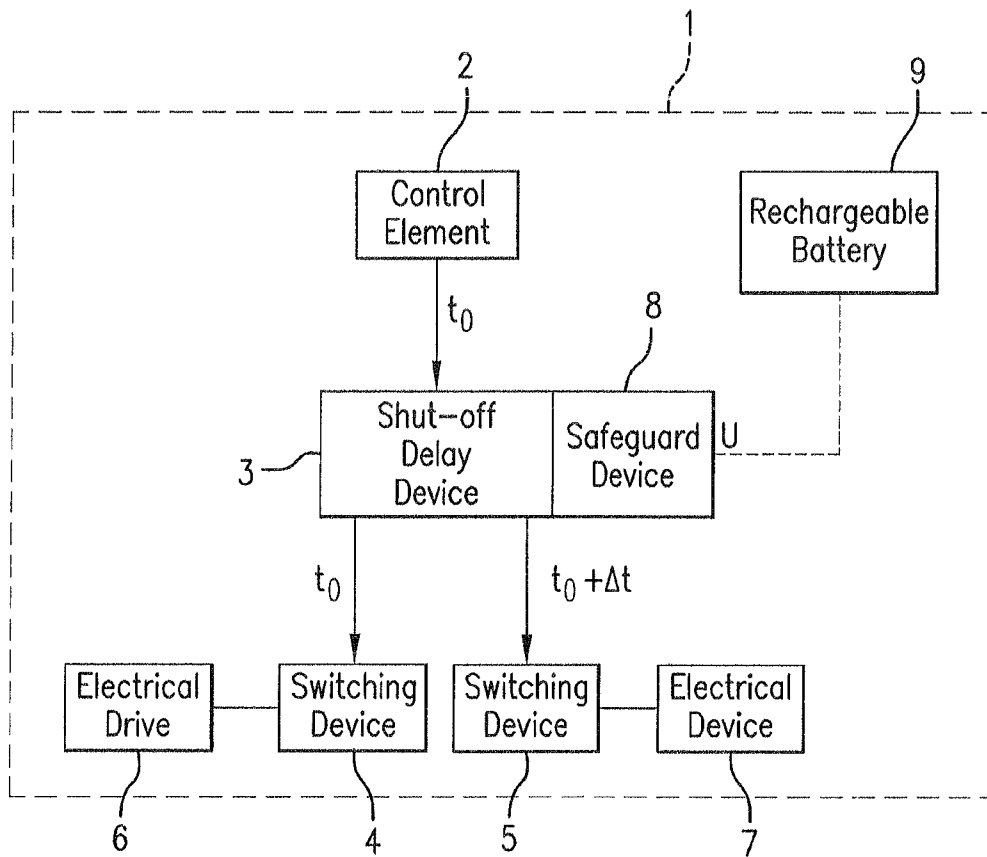 1
2
9
Control
Element
Rechargeable
Battery
t₀
8
Shut-off
Delay
Device
Safeguard
Device
U
3
t₀
t₀ +Δt
Electrical
Drive
Switching
Device
Switching
Device
Electrical
Device
6
4
5
7